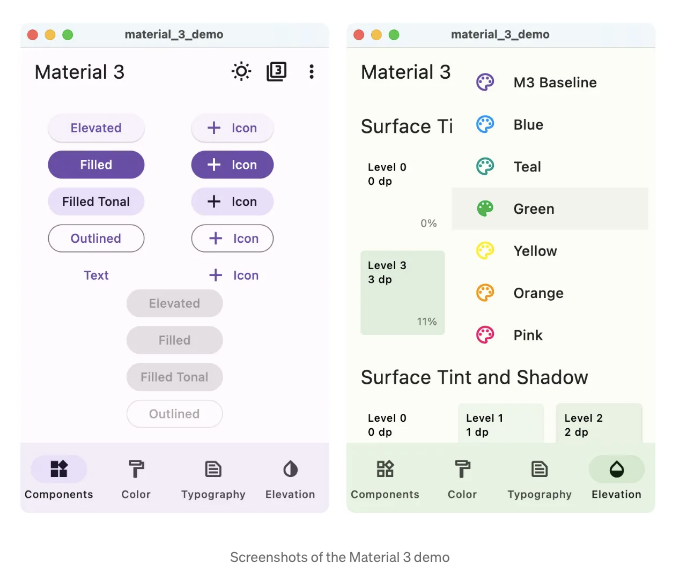 material_3_demo
Material 3
3
Elevated
+ Icon
Filled
+ Icon
Filled Tonal
+ Icon
Outlined
+ Icon
Text
+ Icon
Elevated
Filled
Filled Tonal
Outlined
Components
Color
Typography
Elevation
material_3_demo
Material 3
Surface Ti
Level 0
0 dp
0%
Level 3
3 dp
11%
M3 Baseline
Blue
Teal
Green
Yellow
Orange
Pink
Surface Tint and Shadow
Level 0
0 dp
Level 1
1 dp
Level 2
2 dp
Components
Color
Typography
Elevation
Screenshots of the Material 3 demo